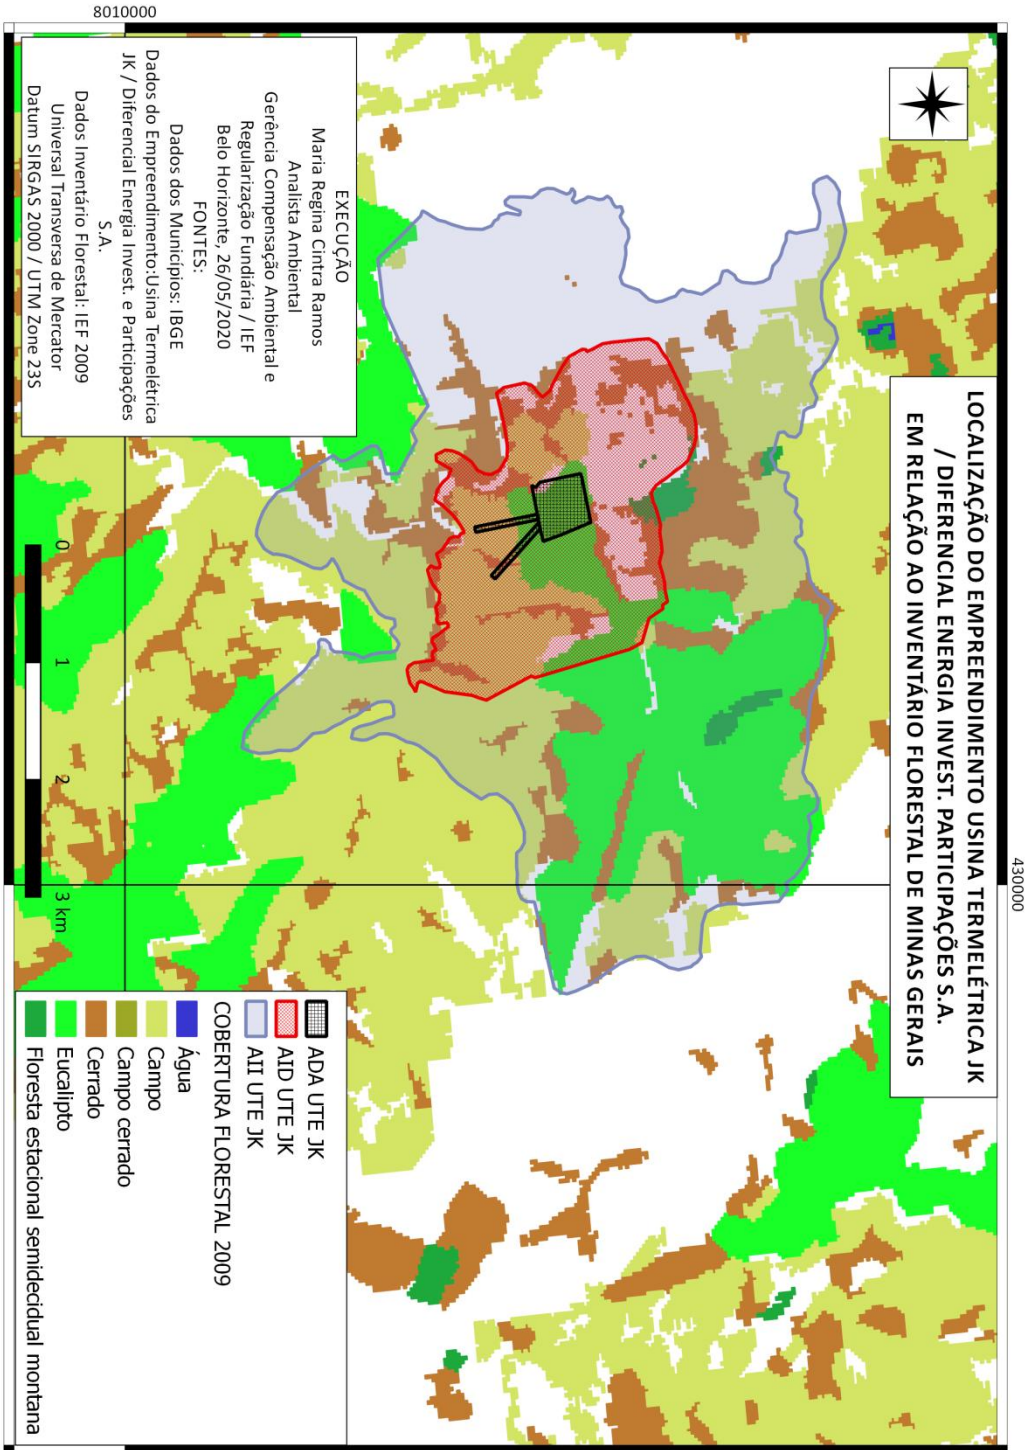 LOCALIZAÇÃO DO EMPREENDIMENTO USINA TERMELÉTRICA JK
/ DIFERENCIAL ENERGIA INVEST. PARTICIPAÇÕES S.A.
EM RELAÇÃO AO INVENTÁRIO FLORESTAL DE MINAS GERAIS
430000
8010000
EXECUÇÃO
Maria Regina Cintra Ramos
Analista Ambiental
Gerência Compensação Ambiental e
Regularização Fundiária / IEF
Belo Horizonte, 26/05/2020
FONTES:
Dados dos Municípios: IBGE
Dados do Empreendimento:Usina Termelétrica
JK / Diferencial Energia Invest. e Participações
S.A.
Dados Inventário Florestal: IEF 2009
Universal Transversa de Mercator
Datum SIRGAS 2000 / UTM Zone 23S
0 1 2 3 km
ADA UTE JK
AID UTE JK
AII UTE JK
COBERTURA FLORESTAL 2009
Água
Campo
Campo cerrado
Cerrado
Eucalipto
Floresta estacional semidecidual montana